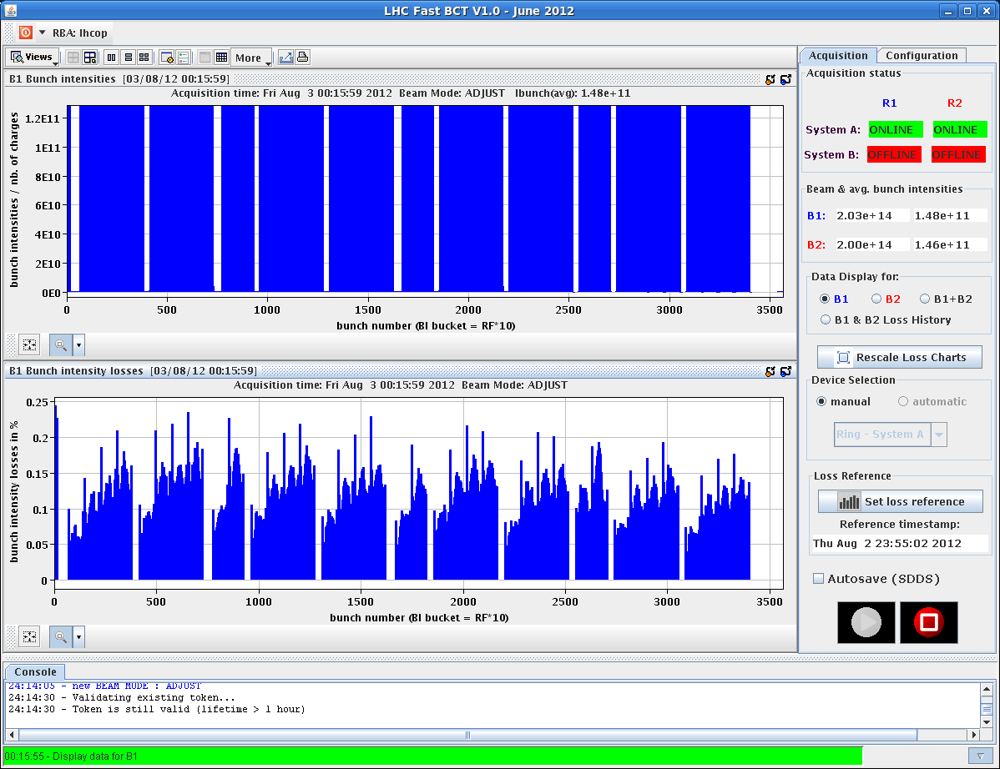 LHC Fast BCT V1.0 - June 2012
RBA: lhcop
Views
More
B1 Bunch intensities [03/08/12 00:15:59]
Acquisition time: Fri Aug 3 00:15:59 2012 Beam Mode: ADJUST Ibunch(avg): 1.48e+11
bunch intensities / nb. of charges
1.2E11
1E11
8E10
6E10
4E10
2E10
0E0
0 500 1000 1500 2000 2500 3000 3500
bunch number (BI bucket = RF*10)
B1 Bunch intensity losses [03/08/12 00:15:59]
Acquisition time: Fri Aug 3 00:15:59 2012 Beam Mode: ADJUST
bunch intensity losses in %
0.25
0.2
0.15
0.1
0.05
0
0 500 1000 1500 2000 2500 3000 3500
bunch number (BI bucket = RF*10)
Acquisition Configuration
Acquisition status
R1 R2
System A: ONLINE ONLINE
System B: OFFLINE OFFLINE
Beam & avg. bunch intensities
B1: 2.03e+14 1.48e+11
B2: 2.00e+14 1.46e+11
Data Display for:
B1 B2 B1+B2
B1 & B2 Loss History
Rescale Loss Charts
Device Selection
manual automatic
Ring - System A
Loss Reference
Set loss reference
Reference timestamp:
Thu Aug 2 23:55:02 2012
Autosave (SDDS)
Console
24:14:05 - new BEAM MODE : ADJUST
24:14:30 - Validating existing token...
24:14:30 - Token is still valid (lifetime > 1 hour)
00:15:55 - Display data for B1